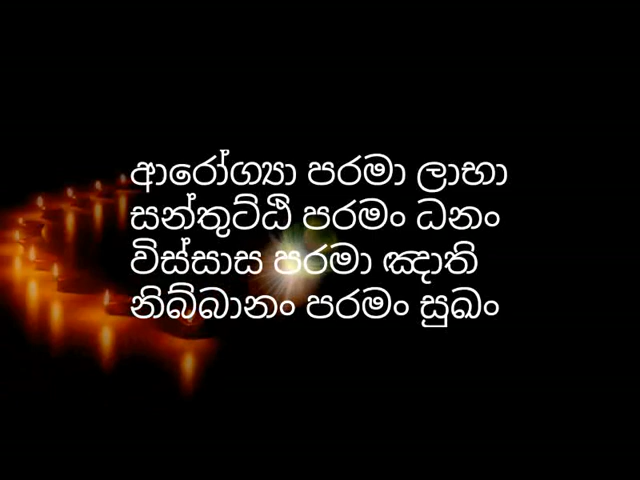 ආරෝග්‍යා පරමා ලාභා
සන්තුට්ඨි පරමං ධනං
විස්සාස පරමා ඤාති
නිබ්බානං පරමං සුඛං